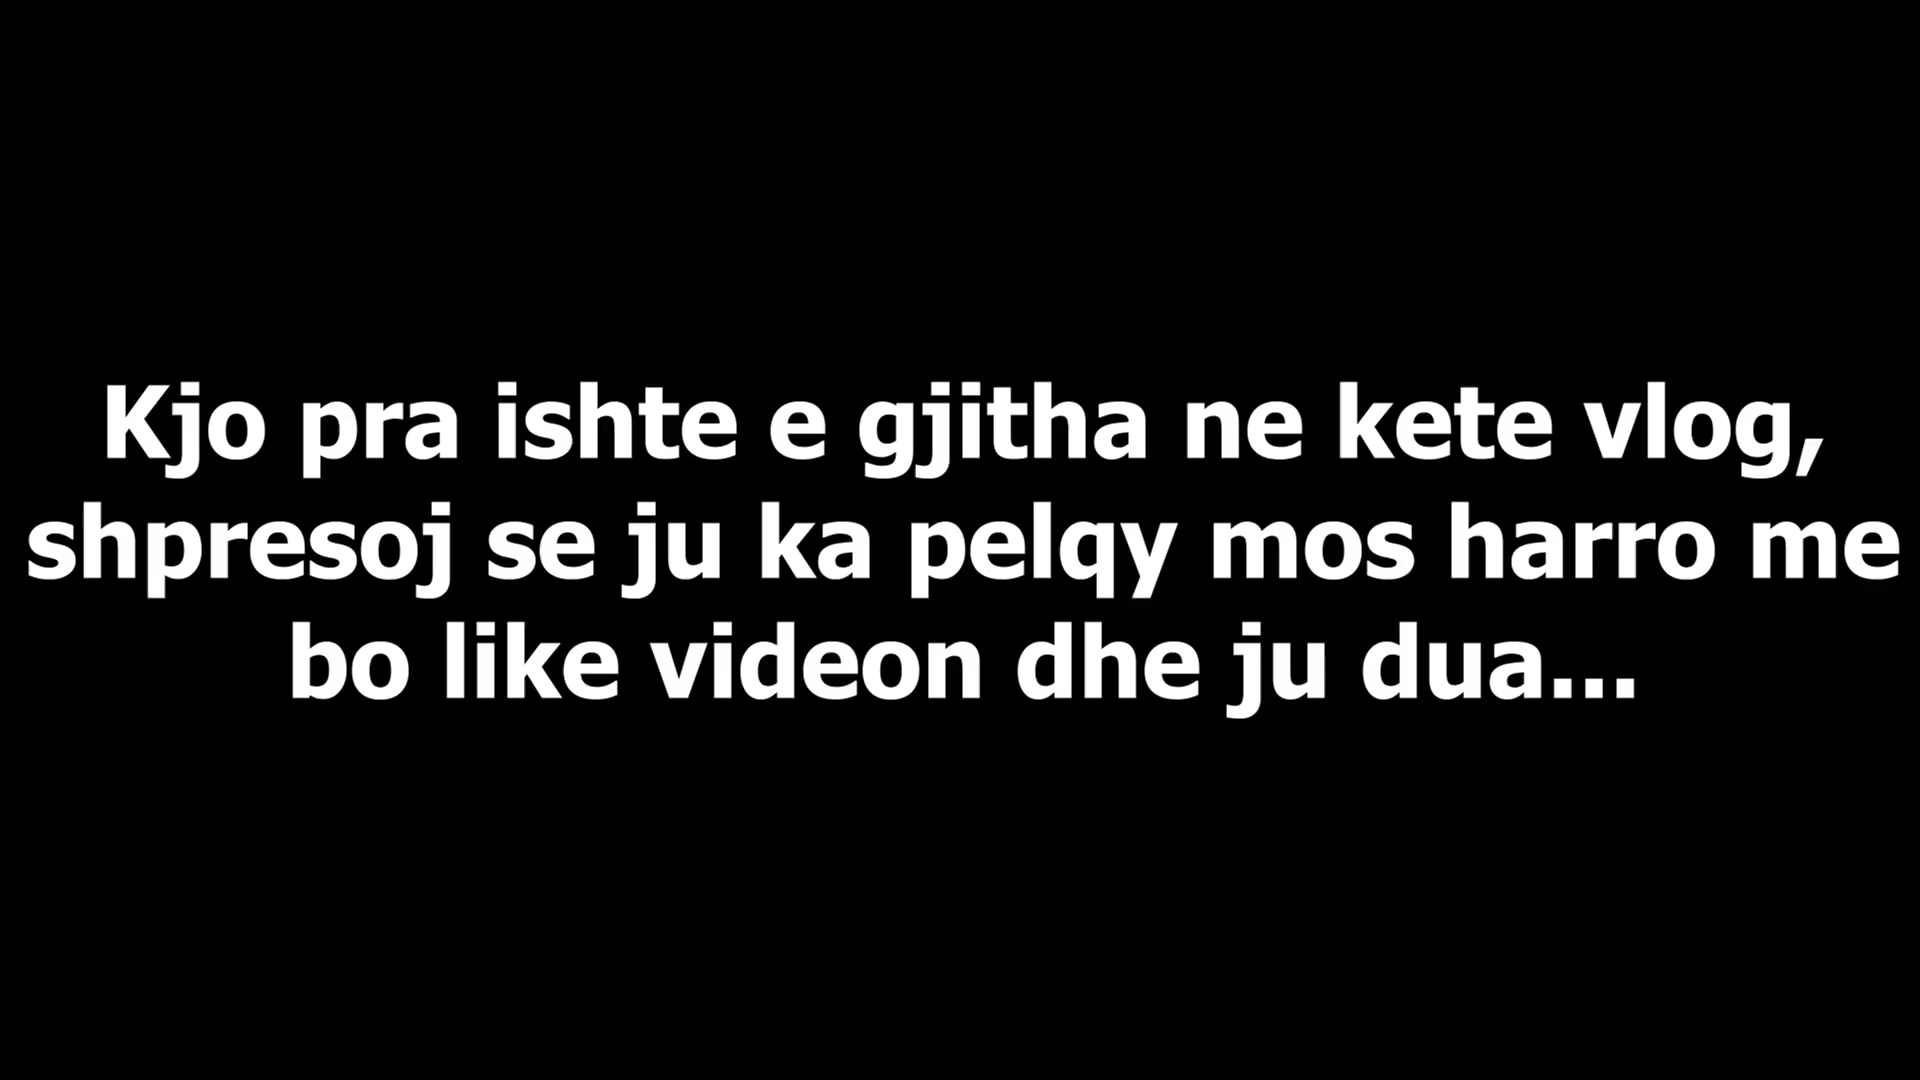 Kjo pra ishte e gjitha ne kete vlog,
shpresoj se ju ka pelqy mos harro me
bo like videon dhe ju dua...